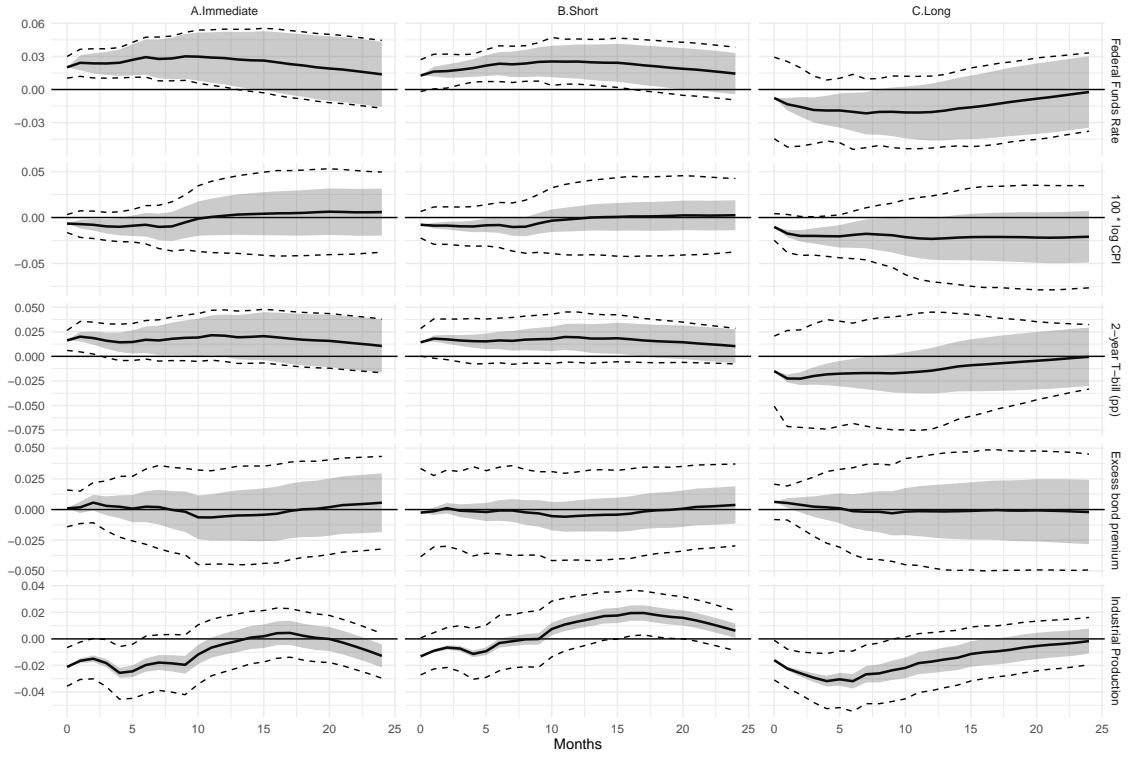 A.Immediate B.Short C.Long
0.06
0.03
0.00
−0.03
Federal Funds Rate
0.05
0.00
−0.05
100 * log CPI
0.050
0.025
0.000
−0.025
−0.050
−0.075
2−year T−bill (pp)
0.050
0.025
0.000
−0.025
−0.050
Excess bond premium
0.04
0.02
0.00
−0.02
−0.04
Industrial Production
0 5 10 15 20 25 0 5 10 15 20 25 0 5 10 15 20 25
Months